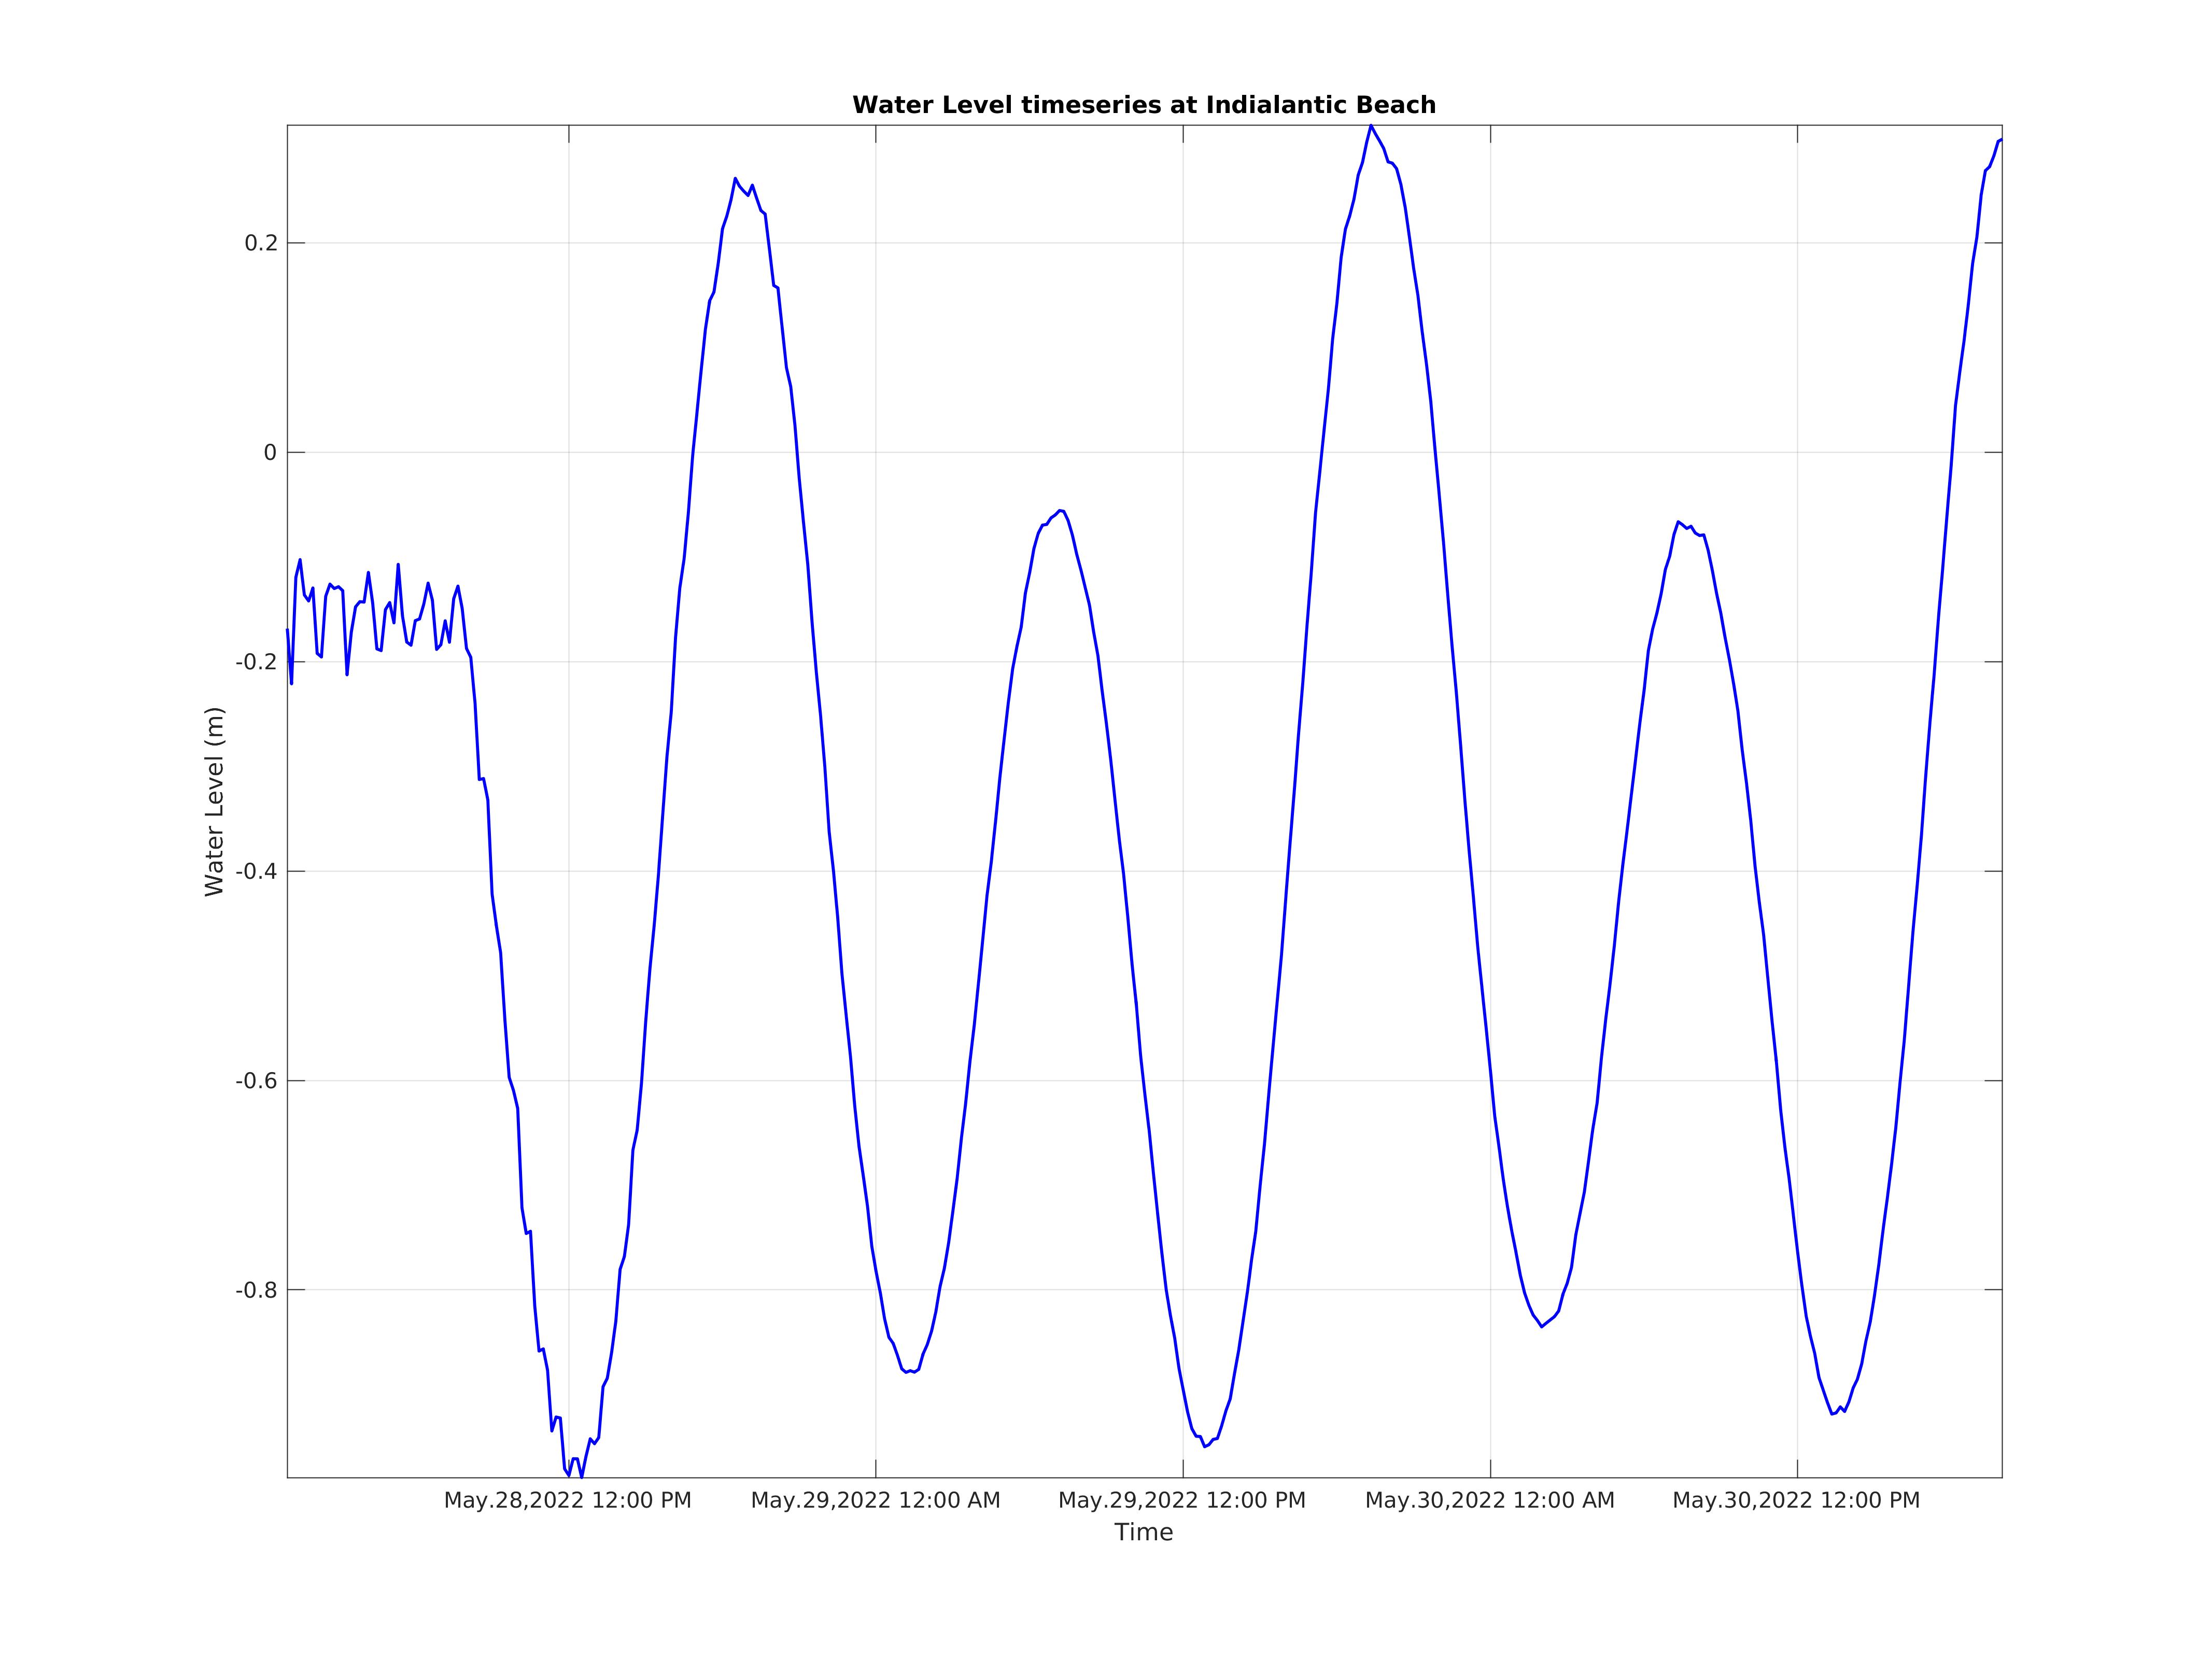 Water Level timeseries at Indialantic Beach
0.2
0
-0.2
-0.4
-0.6
-0.8
Water Level (m)
May.28,2022 12:00 PM
May.29,2022 12:00 AM
May.29,2022 12:00 PM
May.30,2022 12:00 AM
May.30,2022 12:00 PM
Time